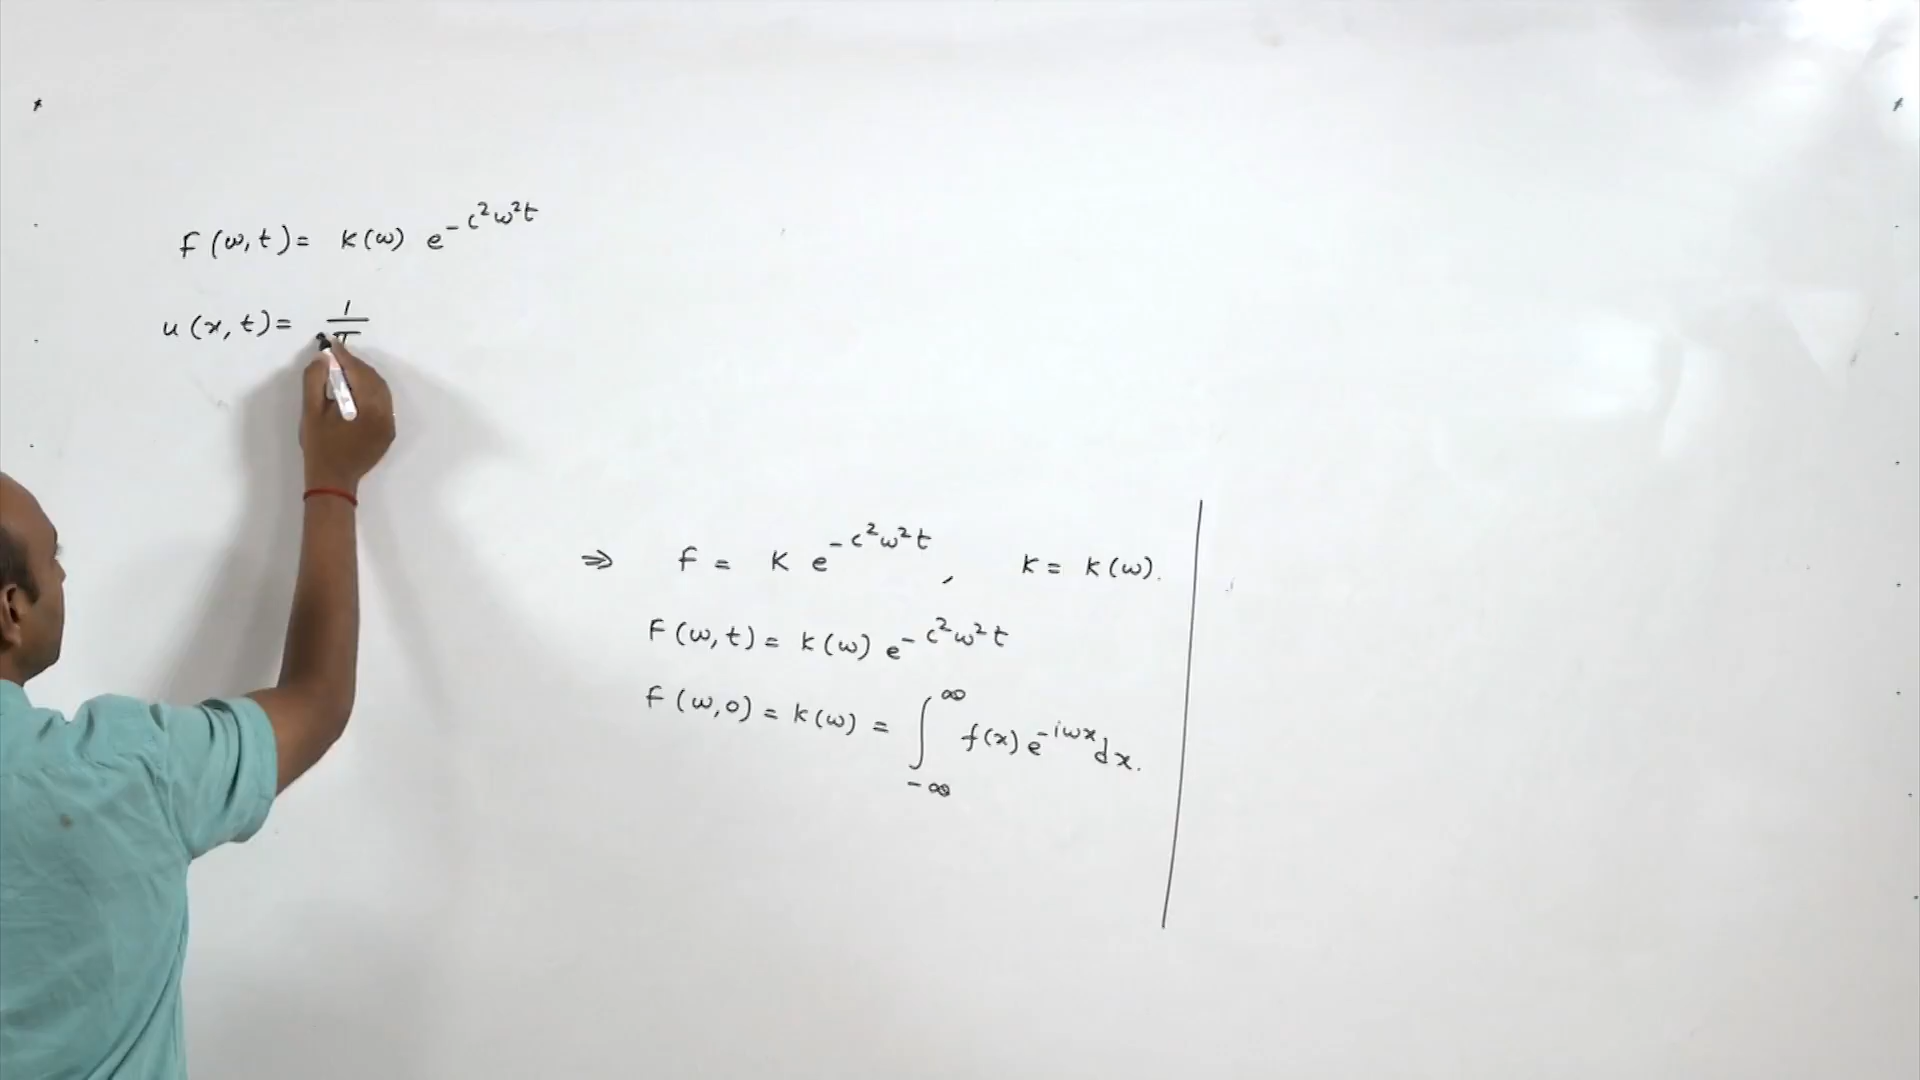 F(ω,t) = K(ω) e^{-c²ω²t}
u(x,t) = 1/π
⇒ F = K e^{-c²ω²t}, K = K(ω).
F(ω,t) = K(ω) e^{-c²ω²t}
F(ω,0) = K(ω) = ∫_{-∞}^{∞} f(x) e^{-iωx} dx.